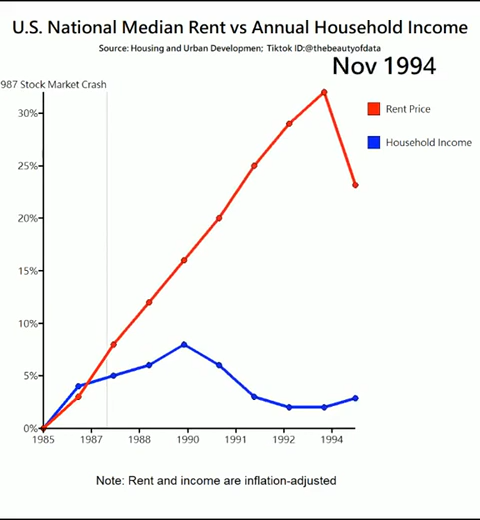 U.S. National Median Rent vs Annual Household Income
Source: Housing and Urban Developmen; Tiktok ID:@thebeautyofdata
Nov 1994
987 Stock Market Crash
Rent Price
Household Income
30%
25%
20%
15%
10%
5%
0%
1985 1987 1988 1990 1991 1992 1994
Note: Rent and income are inflation-adjusted